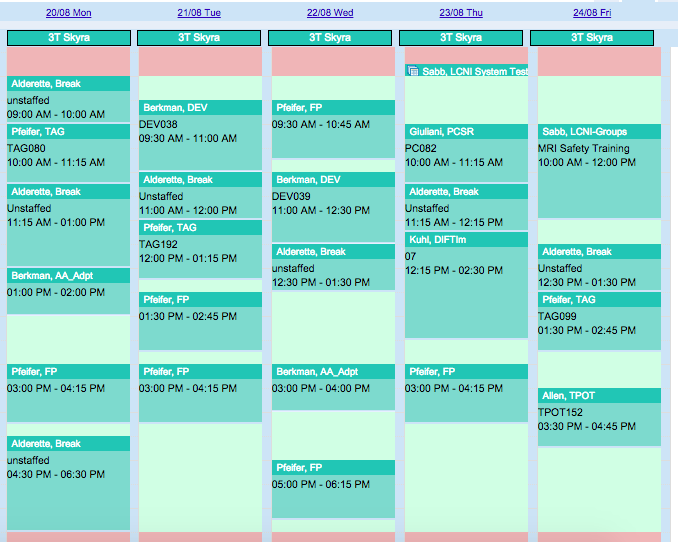 20/08 Mon
21/08 Tue
22/08 Wed
23/08 Thu
24/08 Fri
3T Skyra
3T Skyra
3T Skyra
3T Skyra
3T Skyra
Alderette, Break
unstaffed
09:00 AM - 10:00 AM
Pfeifer, TAG
TAG080
10:00 AM - 11:15 AM
Alderette, Break
Unstaffed
11:15 AM - 01:00 PM
Berkman, AA_Adpt
01:00 PM - 02:00 PM
Pfeifer, FP
03:00 PM - 04:15 PM
Alderette, Break
unstaffed
04:30 PM - 06:30 PM
Berkman, DEV
DEV038
09:30 AM - 11:00 AM
Alderette, Break
Unstaffed
11:00 AM - 12:00 PM
Pfeifer, TAG
TAG192
12:00 PM - 01:15 PM
Pfeifer, FP
01:30 PM - 02:45 PM
Pfeifer, FP
03:00 PM - 04:15 PM
Pfeifer, FP
09:30 AM - 10:45 AM
Berkman, DEV
DEV039
11:00 AM - 12:30 PM
Alderette, Break
unstaffed
12:30 PM - 01:30 PM
Berkman, AA_Adpt
03:00 PM - 04:00 PM
Pfeifer, FP
05:00 PM - 06:15 PM
Sabb, LCNI System Test
Giuliani, PCSR
PC082
10:00 AM - 11:15 AM
Alderette, Break
Unstaffed
11:15 AM - 12:15 PM
Kuhl, DIFTIm
07
12:15 PM - 02:30 PM
Pfeifer, FP
03:00 PM - 04:15 PM
Sabb, LCNI-Groups
MRI Safety Training
10:00 AM - 12:00 PM
Alderette, Break
Unstaffed
12:30 PM - 01:30 PM
Pfeifer, TAG
TAG099
01:30 PM - 02:45 PM
Allen, TPOT
TPOT152
03:30 PM - 04:45 PM